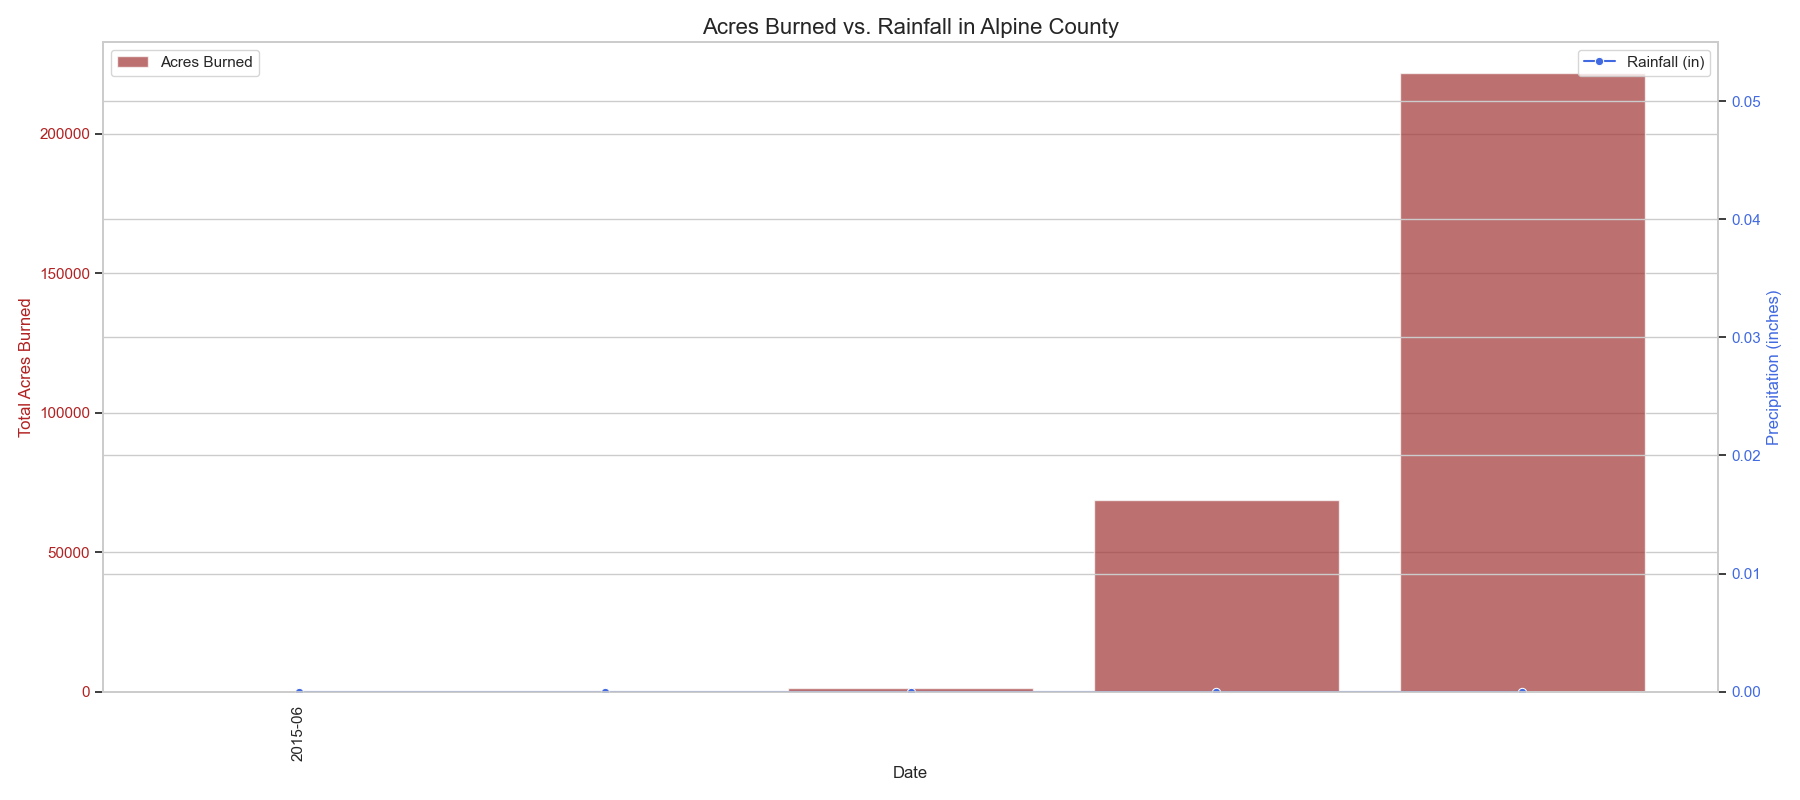 Acres Burned vs. Rainfall in Alpine County
Acres Burned
Rainfall (in)
Total Acres Burned
200000
150000
100000
50000
0
0.05
0.04
0.03
0.02
0.01
0.00
Precipitation (inches)
2015-06
Date